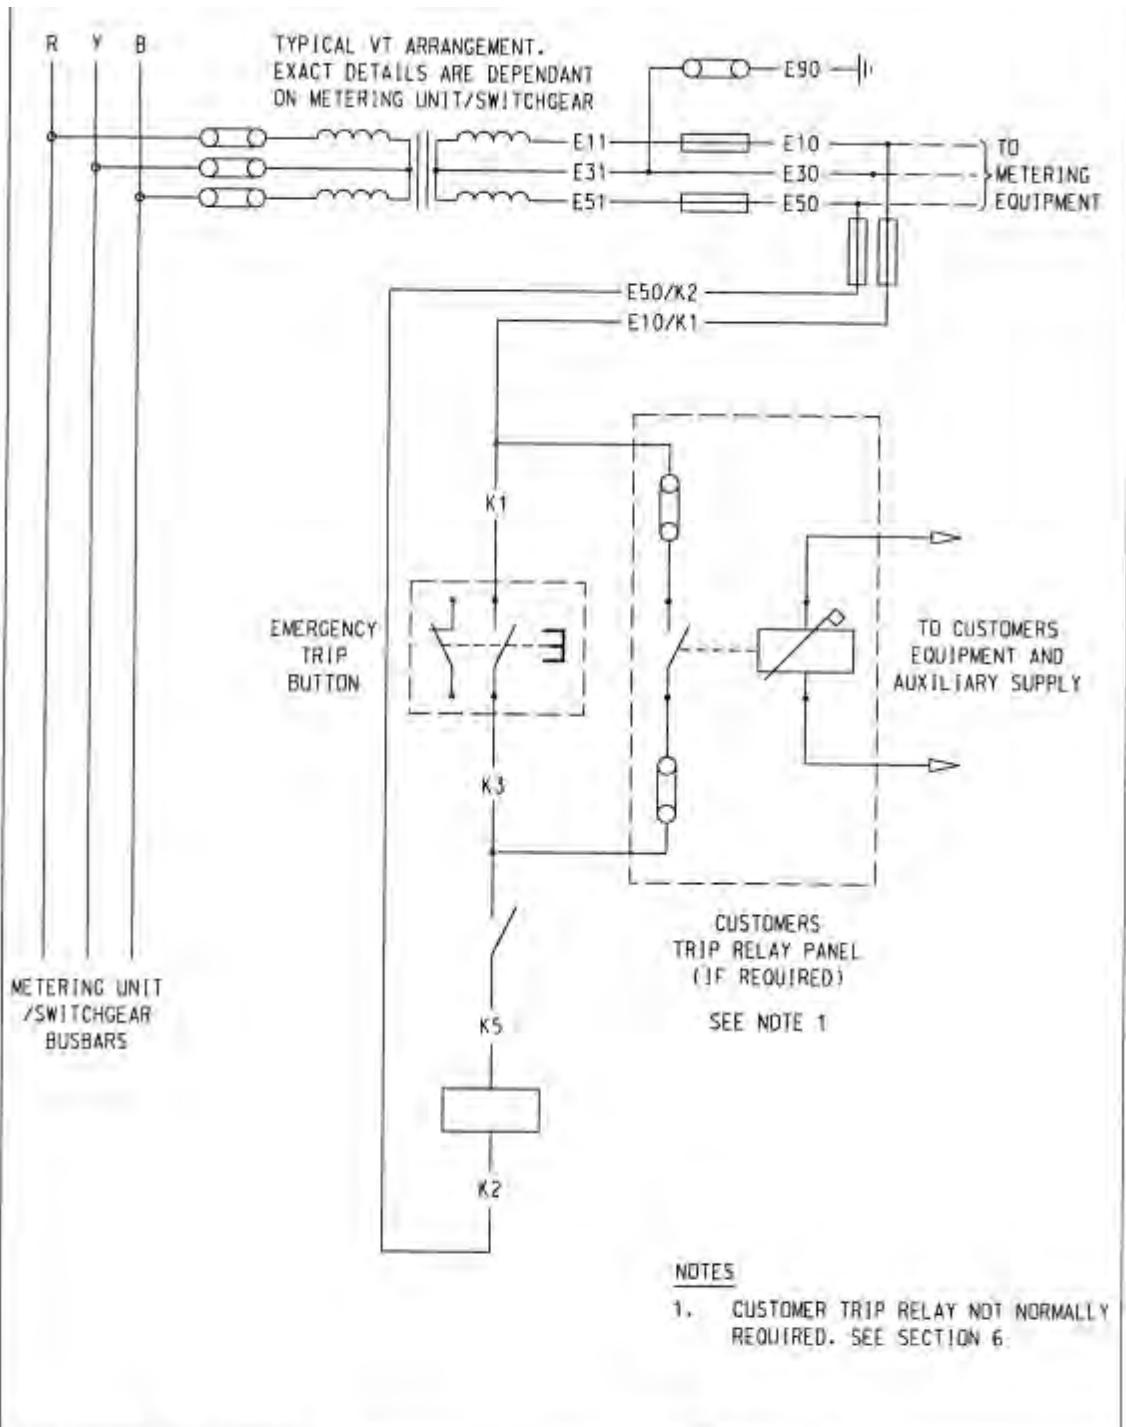 R Y B
TYPICAL VT ARRANGEMENT.
EXACT DETAILS ARE DEPENDANT
ON METERING UNIT/SWITCHGEAR
E90
E11
E10
E31
E30
E51
E50
TO
METERING
EQUIPMENT
E50/K2
E10/K1
K1
EMERGENCY
TRIP
BUTTON
TO CUSTOMERS
EQUIPMENT AND
AUXILIARY SUPPLY
K3
CUSTOMERS
TRIP RELAY PANEL
(IF REQUIRED)
SEE NOTE 1
METERING UNIT
/SWITCHGEAR
BUSBARS
K5
K2
NOTES
1. CUSTOMER TRIP RELAY NOT NORMALLY
REQUIRED. SEE SECTION 6